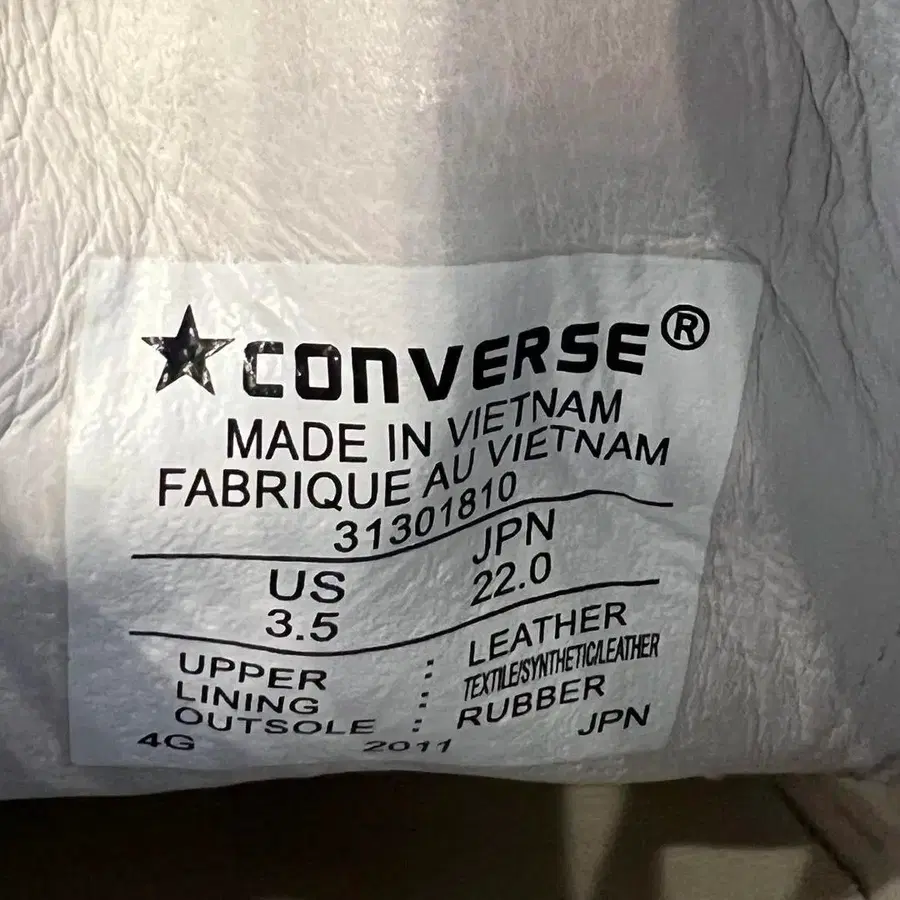 CONVERSE®
MADE IN VIETNAM
FABRIQUE AU VIETNAM
31301810
US JPN
3.5 22.0
UPPER : LEATHER
LINING : TEXTILE/SYNTHETIC/LEATHER
OUTSOLE : RUBBER
4G 2011 JPN